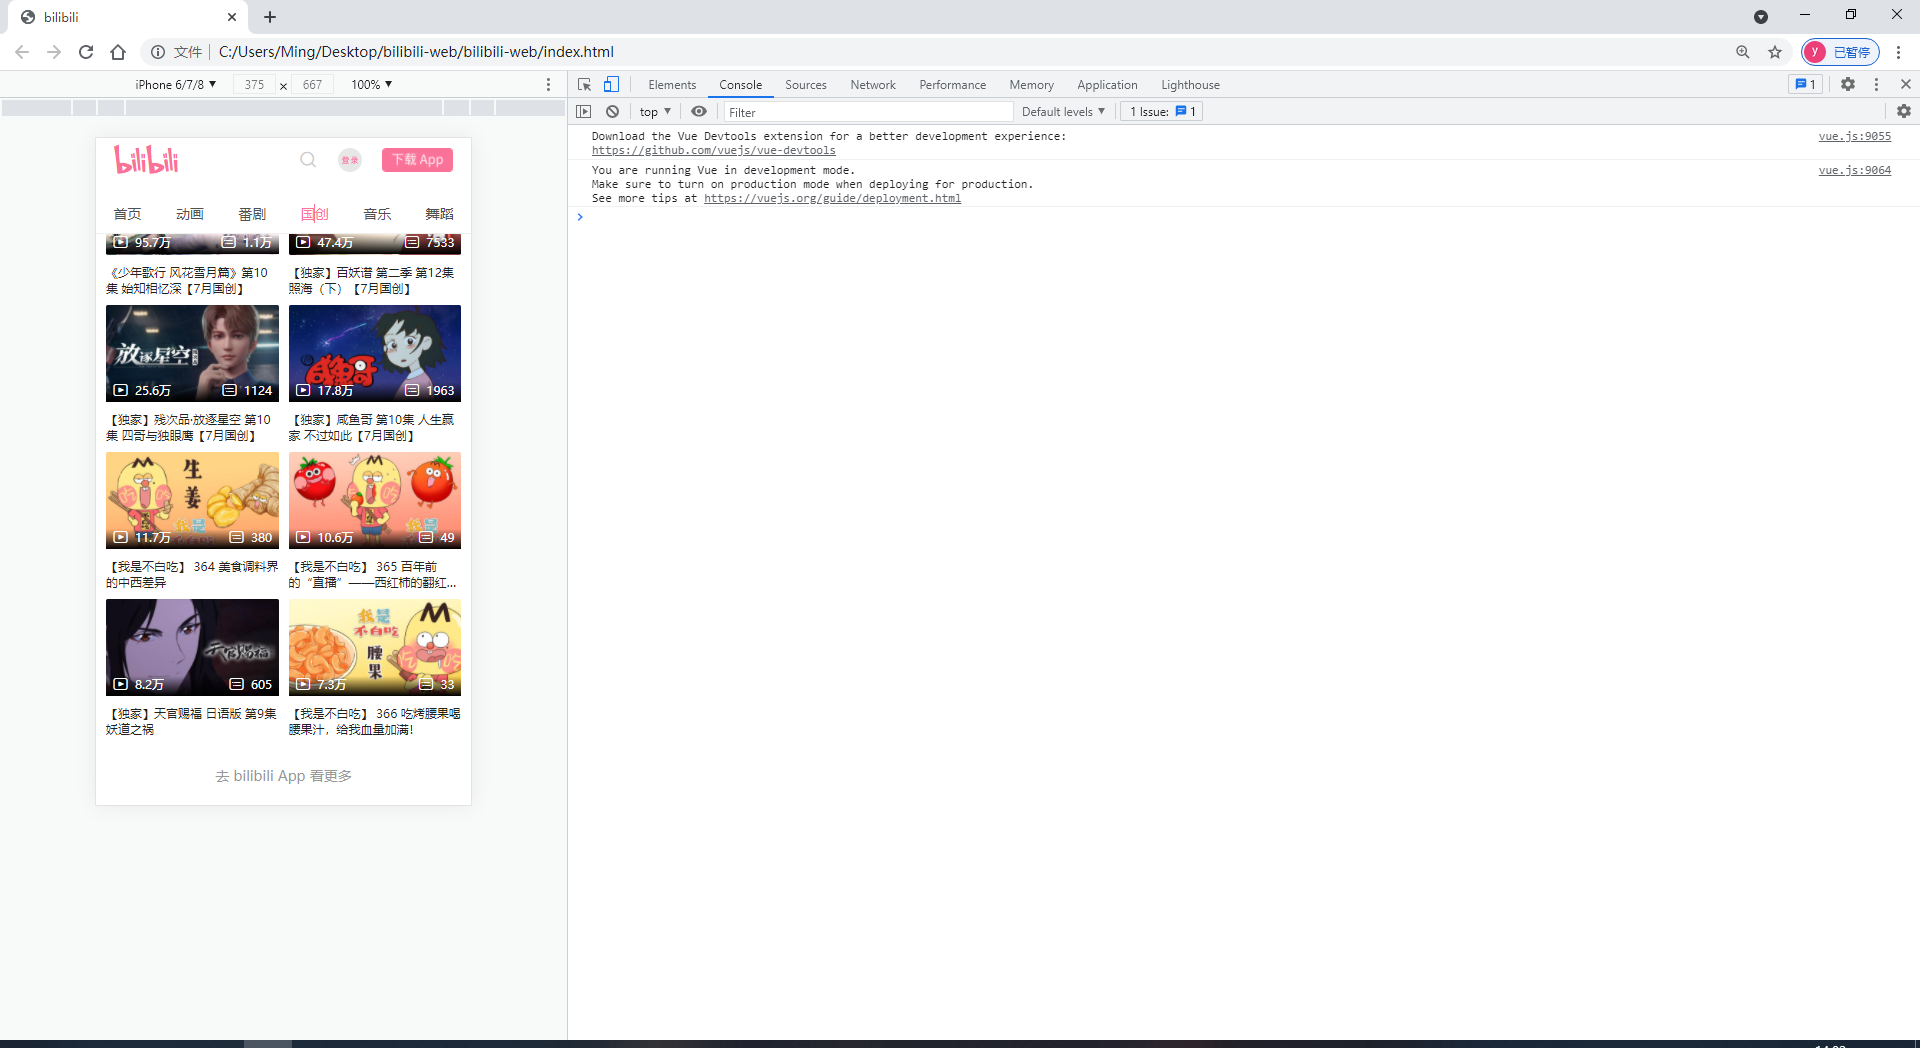 bilibili
文件
C:/Users/Ming/Desktop/bilibili-web/bilibili-web/index.html
y
已暂停
iPhone 6/7/8 ▼
375 × 667
100% ▼
Elements
Console
Sources
Network
Performance
Memory
Application
Lighthouse
1
top ▼
Filter
Default levels ▼
1 Issue: 1
Download the Vue Devtools extension for a better development experience:
https://github.com/vuejs/vue-devtools
vue.js:9055
You are running Vue in development mode.
Make sure to turn on production mode when deploying for production.
See more tips at https://vuejs.org/guide/deployment.html
vue.js:9064
bilibili
登录
下载 App
首页 动画 番剧 国创 音乐 舞蹈
95.7万 1.1万
47.4万 7533
《少年歌行 风花雪月篇》第10
集 始知相忆深【7月国创】
【独家】百妖谱 第二季 第12集
照海（下）【7月国创】
放逐星空
25.6万 1124
咸鱼哥
17.8万 1963
【独家】残次品·放逐星空 第10
集 四哥与独眼鹰【7月国创】
【独家】咸鱼哥 第10集 人生赢
家 不过如此【7月国创】
生姜
吃 吃
我是
11.7万 380
吃
我是
10.6万 49
【我是不白吃】 364 美食调料界
的中西差异
【我是不白吃】 365 百年前
的“直播”——西红柿的翻红...
天官赐福
8.2万 605
我是
不白吃
腰果
吃
7.3万 33
【独家】天官赐福 日语版 第9集
妖道之祸
【我是不白吃】 366 吃烤腰果喝
腰果汁，给我血量加满！
去 bilibili App 看更多